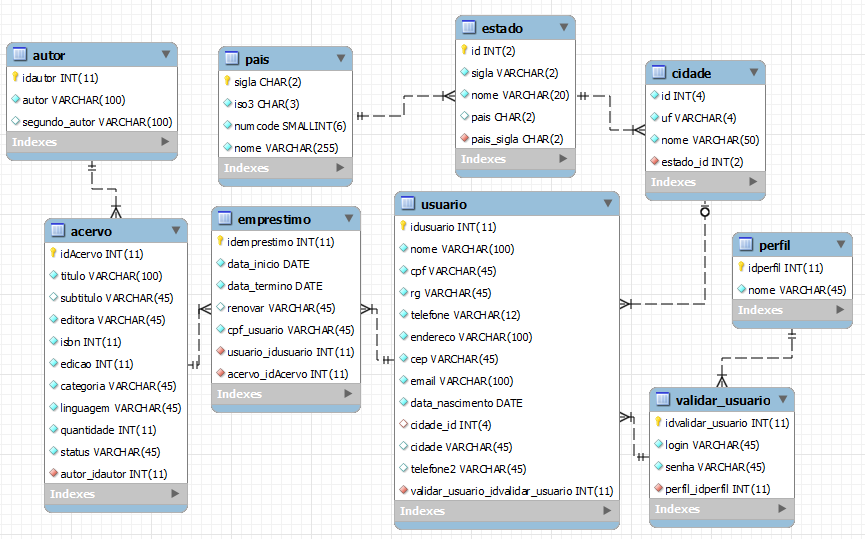 autor
idautor INT(11)
autor VARCHAR(100)
segundo_autor VARCHAR(100)
Indexes
pais
sigla CHAR(2)
iso3 CHAR(3)
numcode SMALLINT(6)
nome VARCHAR(255)
Indexes
estado
id INT(2)
sigla VARCHAR(2)
nome VARCHAR(20)
pais CHAR(2)
pais_sigla CHAR(2)
Indexes
cidade
id INT(4)
uf VARCHAR(4)
nome VARCHAR(50)
estado_id INT(2)
Indexes
acervo
idAcervo INT(11)
titulo VARCHAR(100)
subtitulo VARCHAR(45)
editora VARCHAR(45)
isbn INT(11)
edicao INT(11)
categoria VARCHAR(45)
linguagem VARCHAR(45)
quantidade INT(11)
status VARCHAR(45)
autor_idautor INT(11)
Indexes
emprestimo
idemprestimo INT(11)
data_inicio DATE
data_termino DATE
renovar VARCHAR(45)
cpf_usuario VARCHAR(45)
usuario_idusuario INT(11)
acervo_idAcervo INT(11)
Indexes
usuario
idusuario INT(11)
nome VARCHAR(100)
cpf VARCHAR(45)
rg VARCHAR(45)
telefone VARCHAR(12)
endereco VARCHAR(100)
cep VARCHAR(45)
email VARCHAR(100)
data_nascimento DATE
cidade_id INT(4)
cidade VARCHAR(45)
telefone2 VARCHAR(45)
validar_usuario_idvalidar_usuario INT(11)
Indexes
perfil
idperfil INT(11)
nome VARCHAR(45)
Indexes
validar_usuario
idvalidar_usuario INT(11)
login VARCHAR(45)
senha VARCHAR(45)
perfil_idperfil INT(11)
Indexes